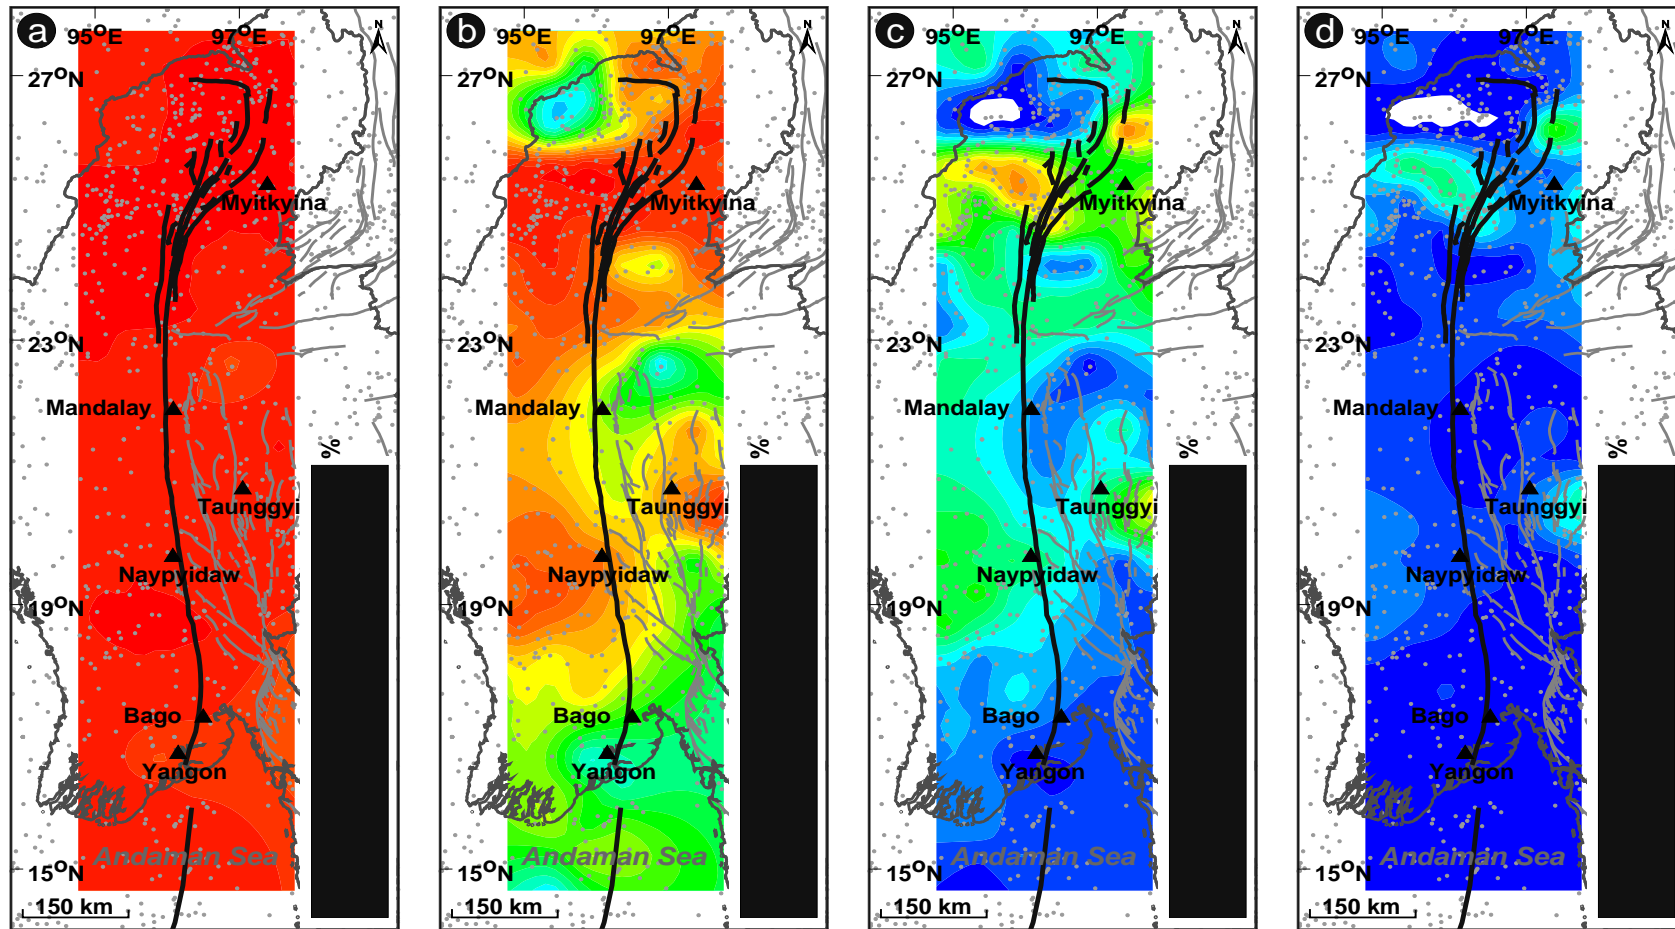 a
95°E
97°E
N
27°N
Myitkyina
23°N
Mandalay
%
Taunggyi
Naypyidaw
19°N
Bago
Yangon
Andaman Sea
15°N
150 km
b
95°E
97°E
N
27°N
Myitkyina
23°N
Mandalay
%
Taunggyi
Naypyidaw
19°N
Bago
Yangon
Andaman Sea
15°N
150 km
c
95°E
97°E
N
27°N
Myitkyina
23°N
Mandalay
%
Taunggyi
Naypyidaw
19°N
Bago
Yangon
Andaman Sea
15°N
150 km
d
95°E
97°E
N
27°N
Myitkyina
23°N
Mandalay
%
Taunggyi
Naypyidaw
19°N
Bago
Yangon
Andaman Sea
15°N
150 km